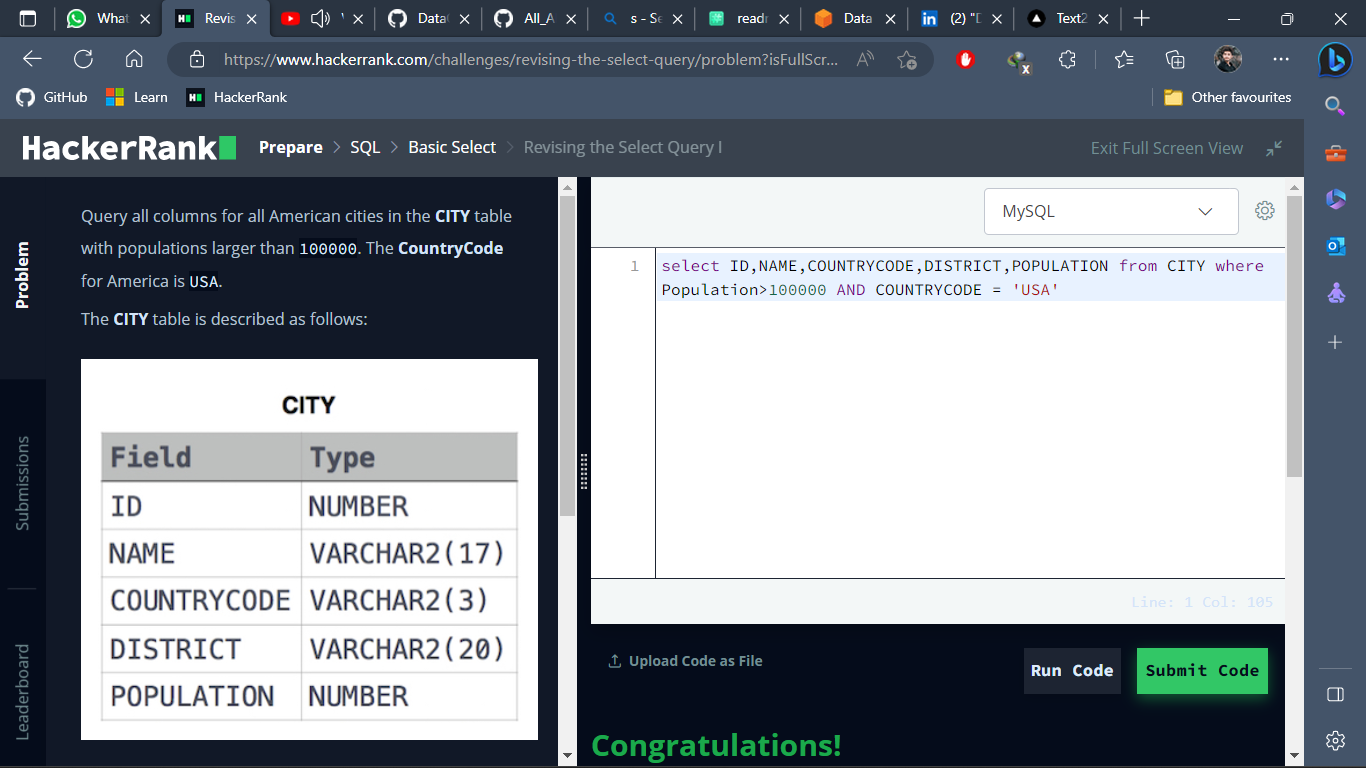 What
Revis
Data
All_A
s - Se
readr
Data
(2) "D
Text2
https://www.hackerrank.com/challenges/revising-the-select-query/problem?isFullScr...
GitHub
Learn
HackerRank
Other favourites
HackerRank
Prepare > SQL > Basic Select > Revising the Select Query I
Exit Full Screen View
Problem
Submissions
Leaderboard
Query all columns for all American cities in the CITY table
with populations larger than 100000. The CountryCode
for America is USA.
The CITY table is described as follows:
CITY
Field Type
ID NUMBER
NAME VARCHAR2(17)
COUNTRYCODE VARCHAR2(3)
DISTRICT VARCHAR2(20)
POPULATION NUMBER
MySQL
1 select ID,NAME,COUNTRYCODE,DISTRICT,POPULATION from CITY where
Population>100000 AND COUNTRYCODE = 'USA'
Line: 1 Col: 105
Upload Code as File
Run Code
Submit Code
Congratulations!